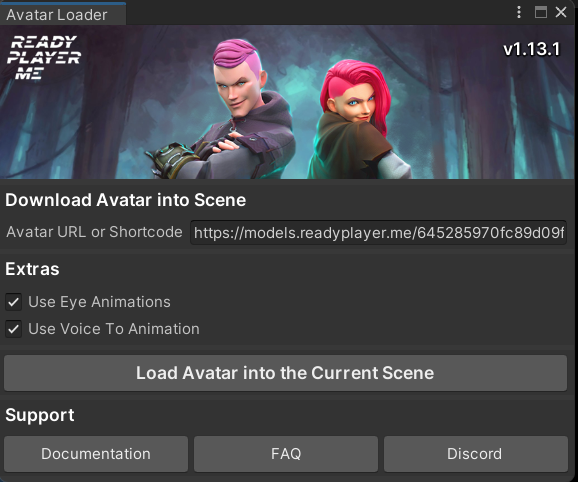 Avatar Loader
READY
PLAYER
ME
v1.13.1
Download Avatar into Scene
Avatar URL or Shortcode https://models.readyplayer.me/645285970fc89d09f
Extras
Use Eye Animations
Use Voice To Animation
Load Avatar into the Current Scene
Support
Documentation FAQ Discord